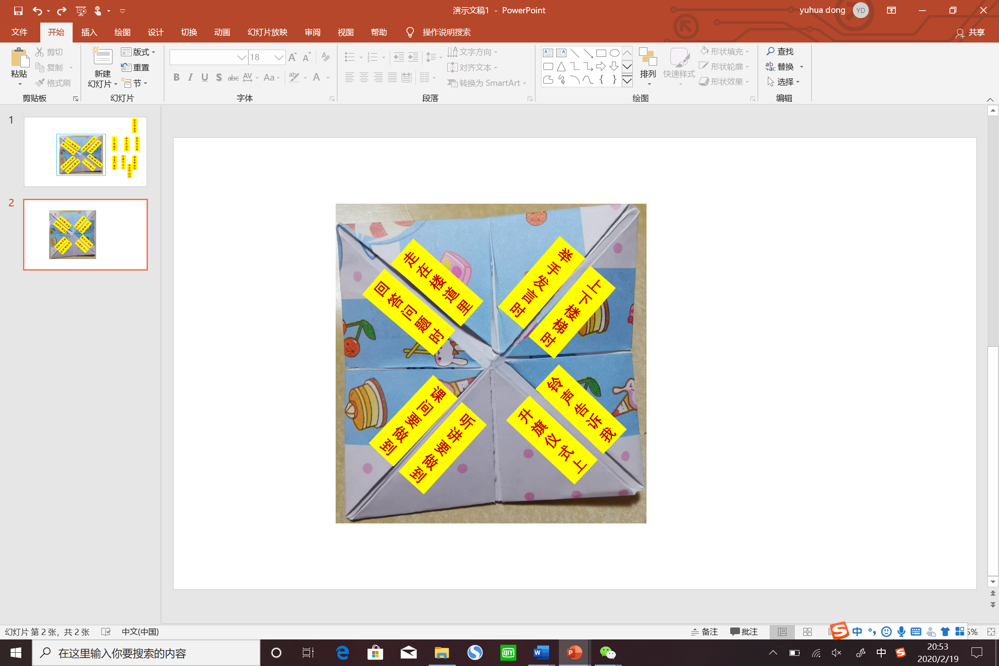 演示文稿1 - PowerPoint
yuhua dong
YD
文件
开始
插入
绘图
设计
切换
动画
幻灯片放映
审阅
视图
帮助
操作说明搜索
共享
粘贴
剪切
复制
格式刷
剪贴板
新建
幻灯片
版式
重置
节
幻灯片
18
字体
文字方向
对齐文本
转换为 SmartArt
段落
排列
快速样式
形状填充
形状轮廓
形状效果
绘图
查找
替换
选择
编辑
1
2
走在楼道里
回答问题时
举手发言时
上下楼梯时
课间要做到
听讲要做到
铃声告诉我
升旗仪式上
幻灯片 第 2 张，共 2 张
中文(中国)
备注
批注
中
5%
在这里输入你要搜索的内容
iQIYI
中
20:53
2020/2/19